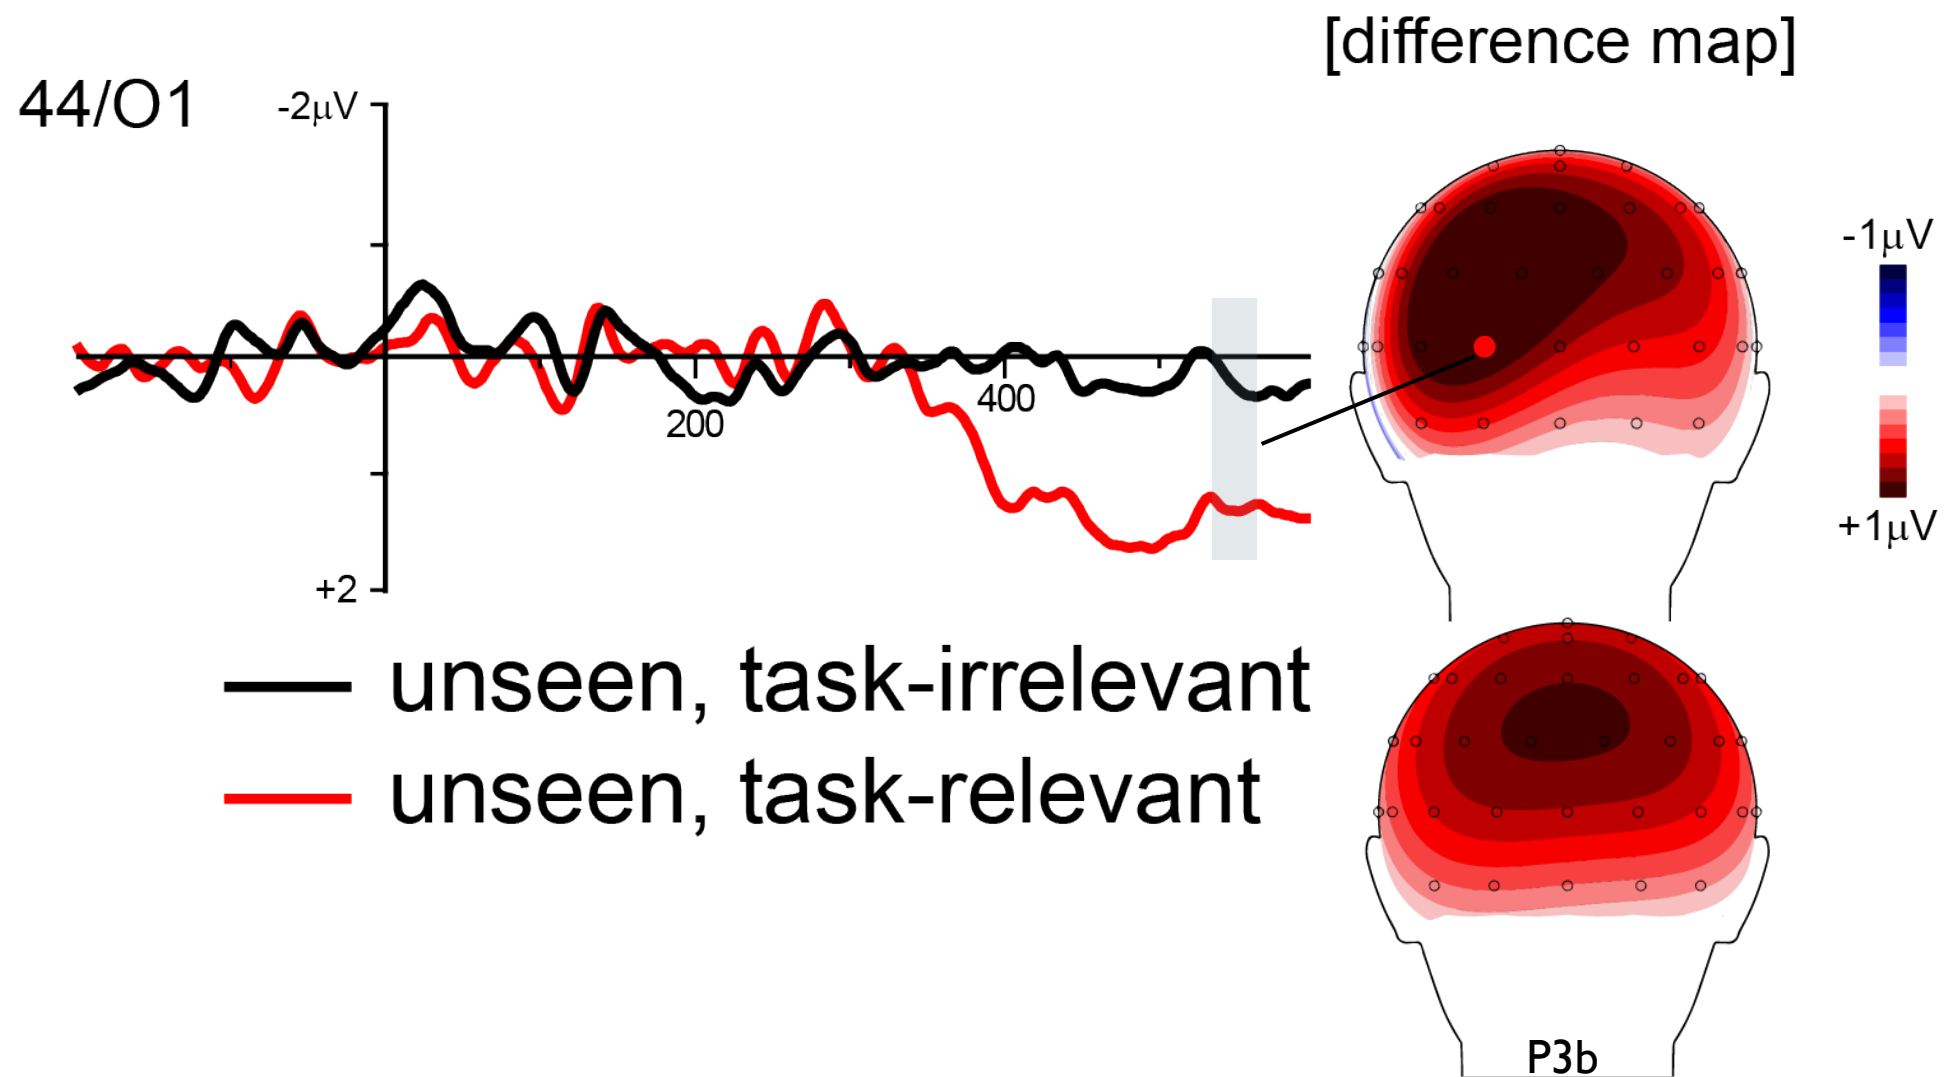 [difference map]
44/O1
-2μV
200
400
+2
-1μV
+1μV
unseen, task-irrelevant
unseen, task-relevant
P3b